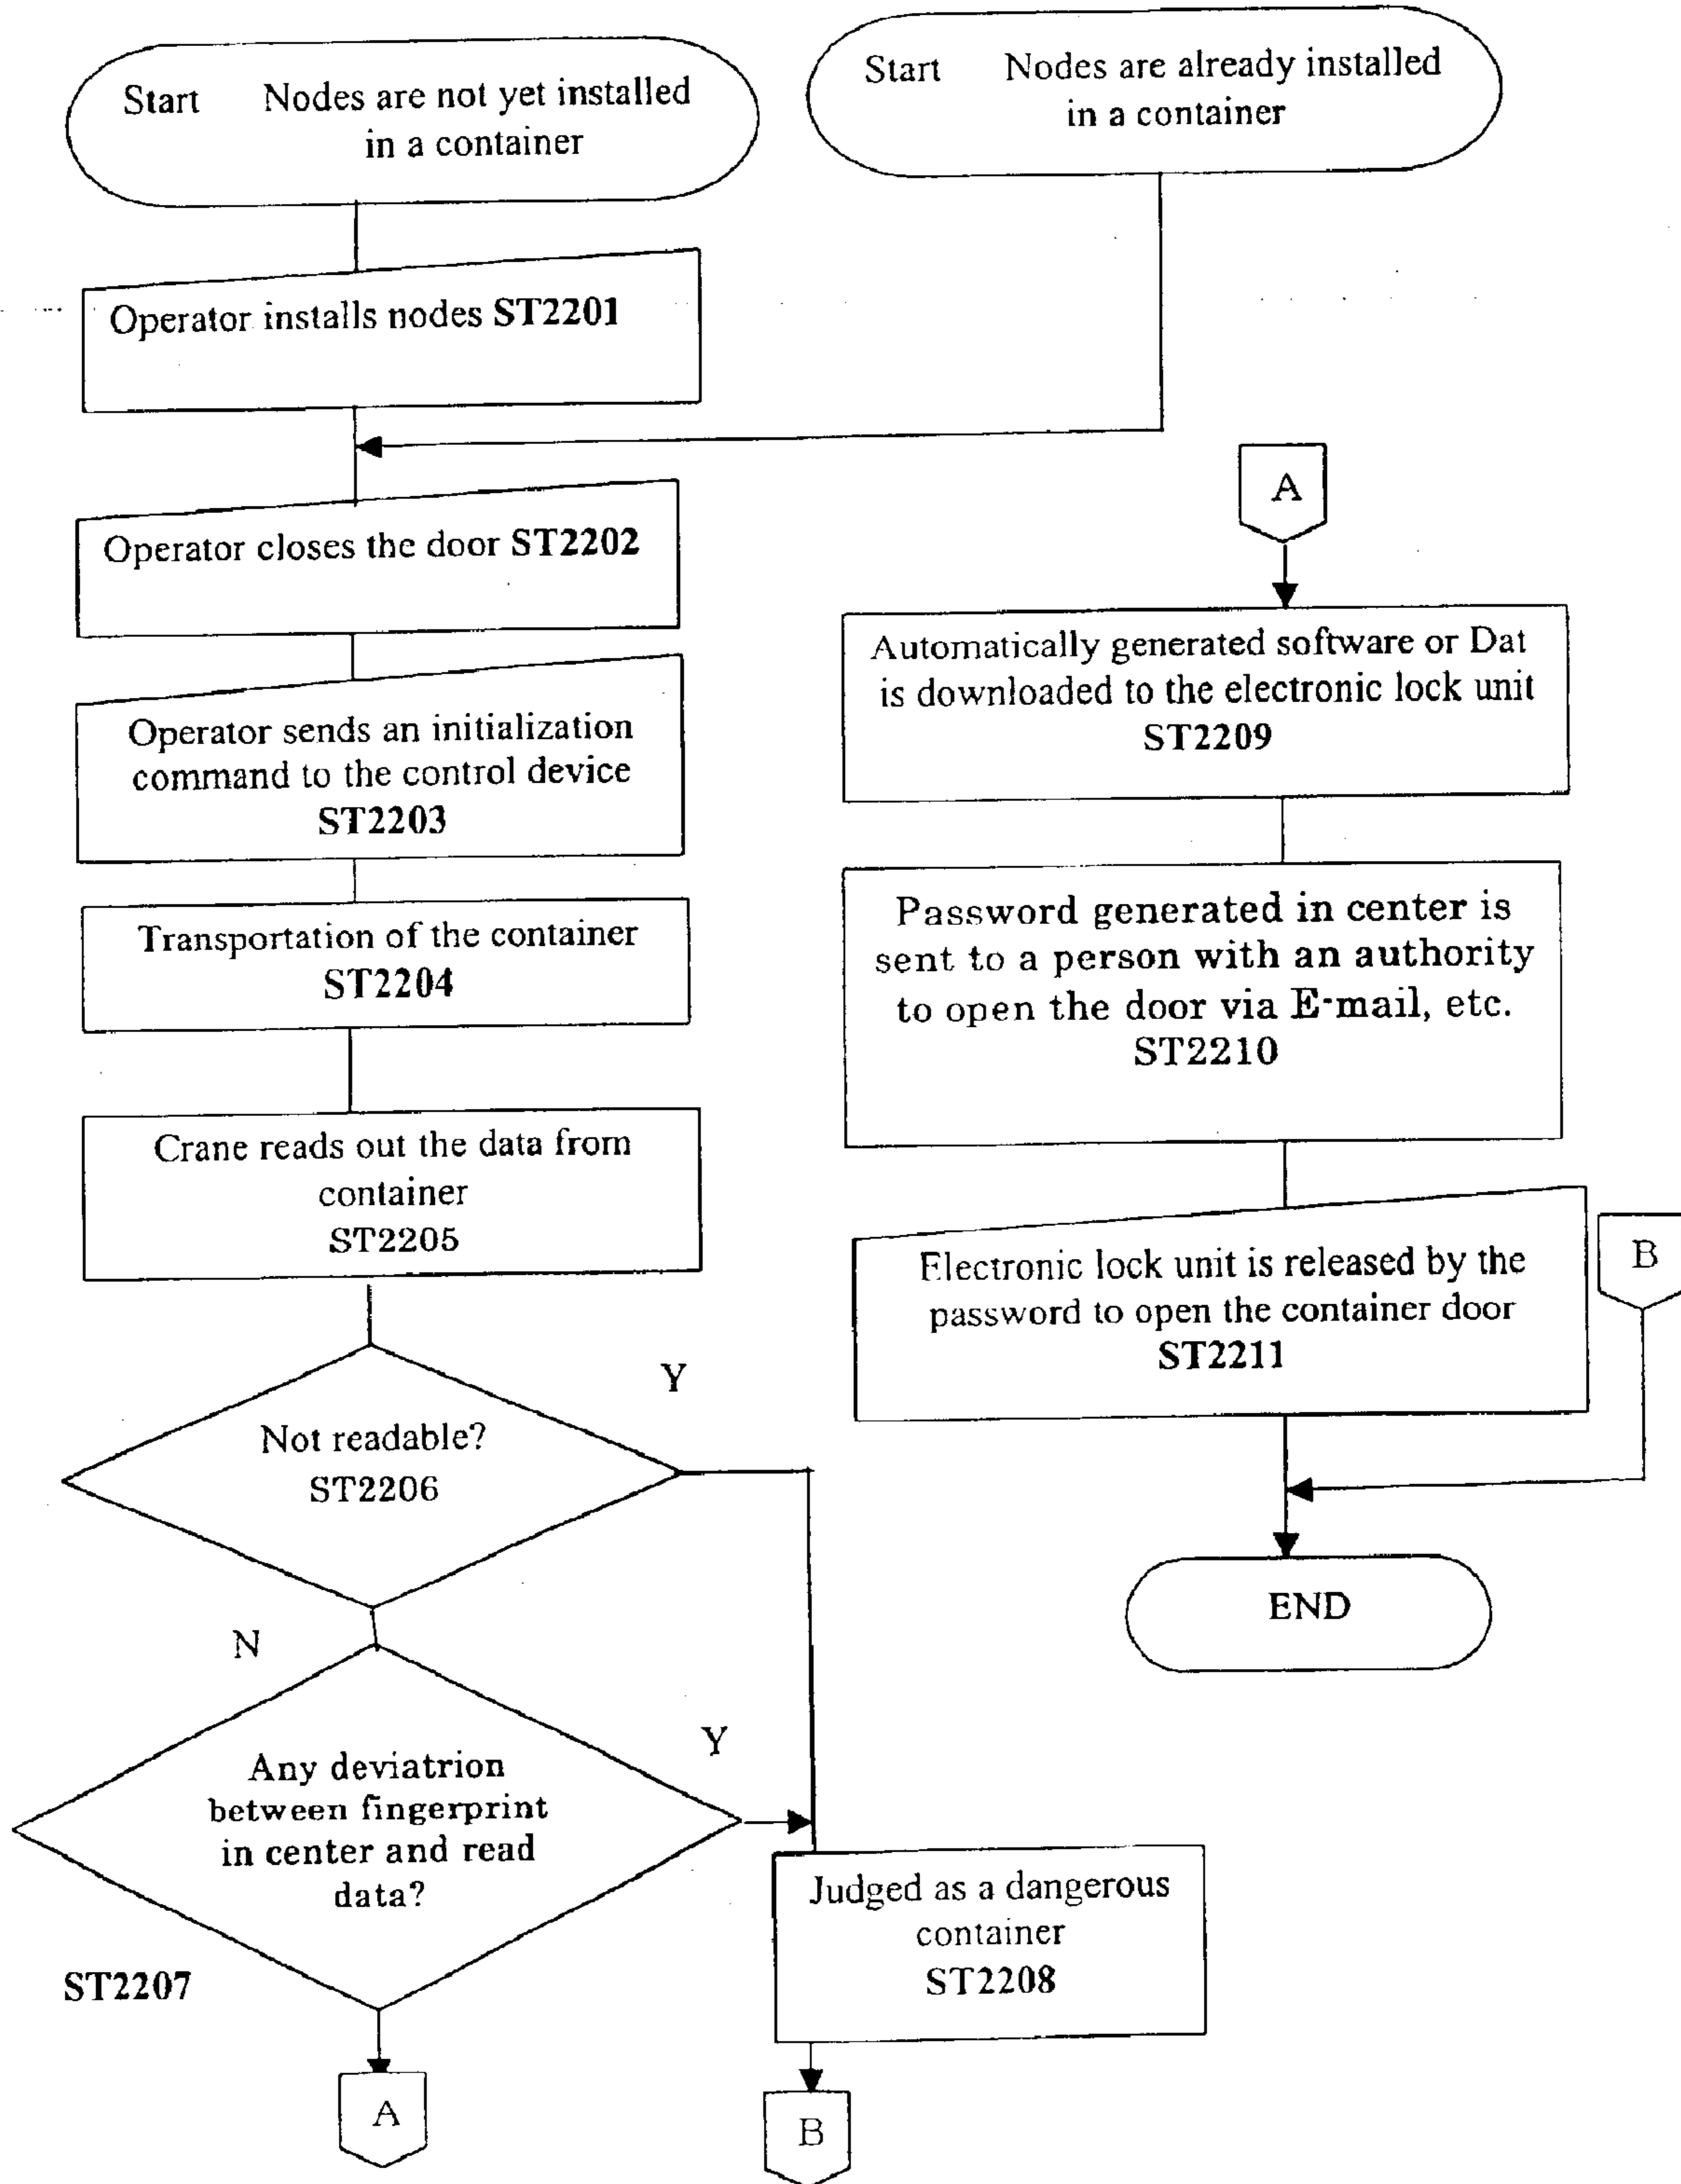 Start Nodes are not yet installed
in a container
Start Nodes are already installed
in a container
Operator installs nodes ST2201
Operator closes the door ST2202
Operator sends an initialization
command to the control device
ST2203
Transportation of the container
ST2204
Crane reads out the data from
container
ST2205
Y
Not readable?
ST2206
N
Y
Any deviatrion
between fingerprint
in center and read
data?
ST2207
A
Judged as a dangerous
container
ST2208
B
A
Automatically generated software or Dat
is downloaded to the electronic lock unit
ST2209
Password generated in center is
sent to a person with an authority
to open the door via E-mail, etc.
ST2210
Electronic lock unit is released by the
password to open the container door
ST2211
B
END